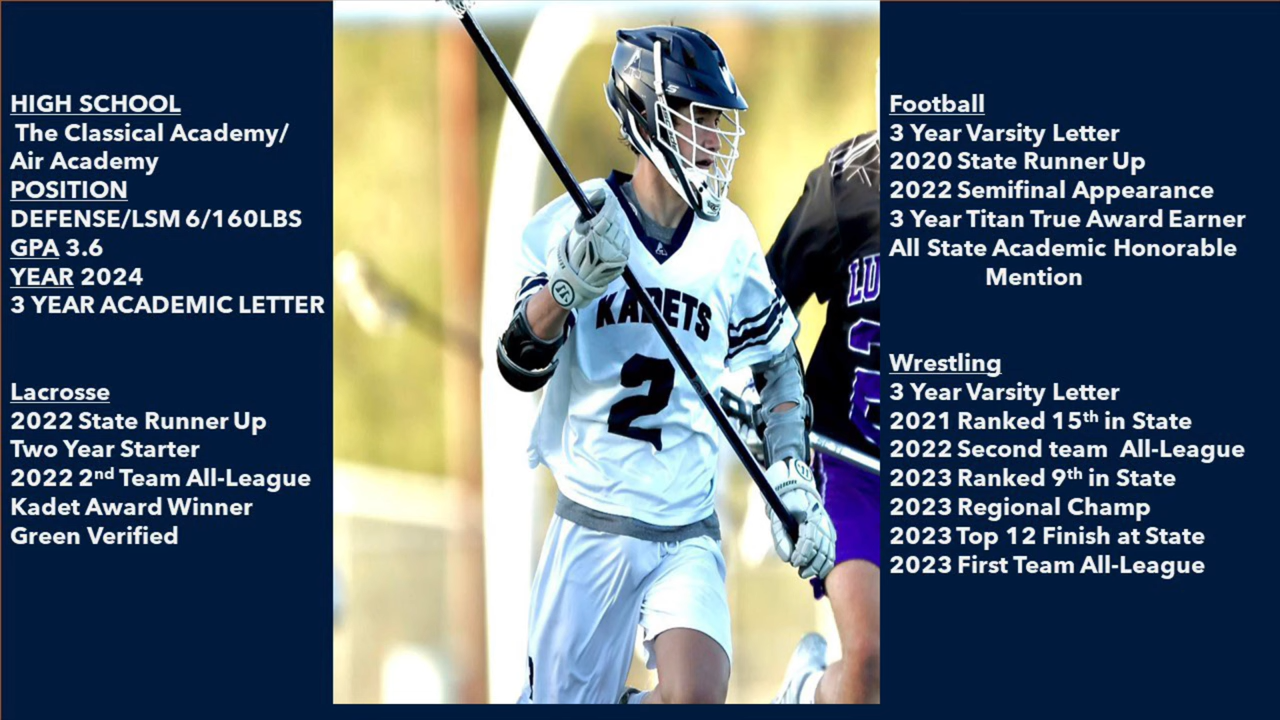 HIGH SCHOOL
The Classical Academy/
Air Academy
POSITION
DEFENSE/LSM 6/160LBS
GPA 3.6
YEAR 2024
3 YEAR ACADEMIC LETTER
Lacrosse
2022 State Runner Up
Two Year Starter
2022 2nd Team All-League
Kadet Award Winner
Green Verified
KADETS
2
LU
Football
3 Year Varsity Letter
2020 State Runner Up
2022 Semifinal Appearance
3 Year Titan True Award Earner
All State Academic Honorable
Mention
Wrestling
3 Year Varsity Letter
2021 Ranked 15th in State
2022 Second team  All-League
2023 Ranked 9th in State
2023 Regional Champ
2023 Top 12 Finish at State
2023 First Team All-League